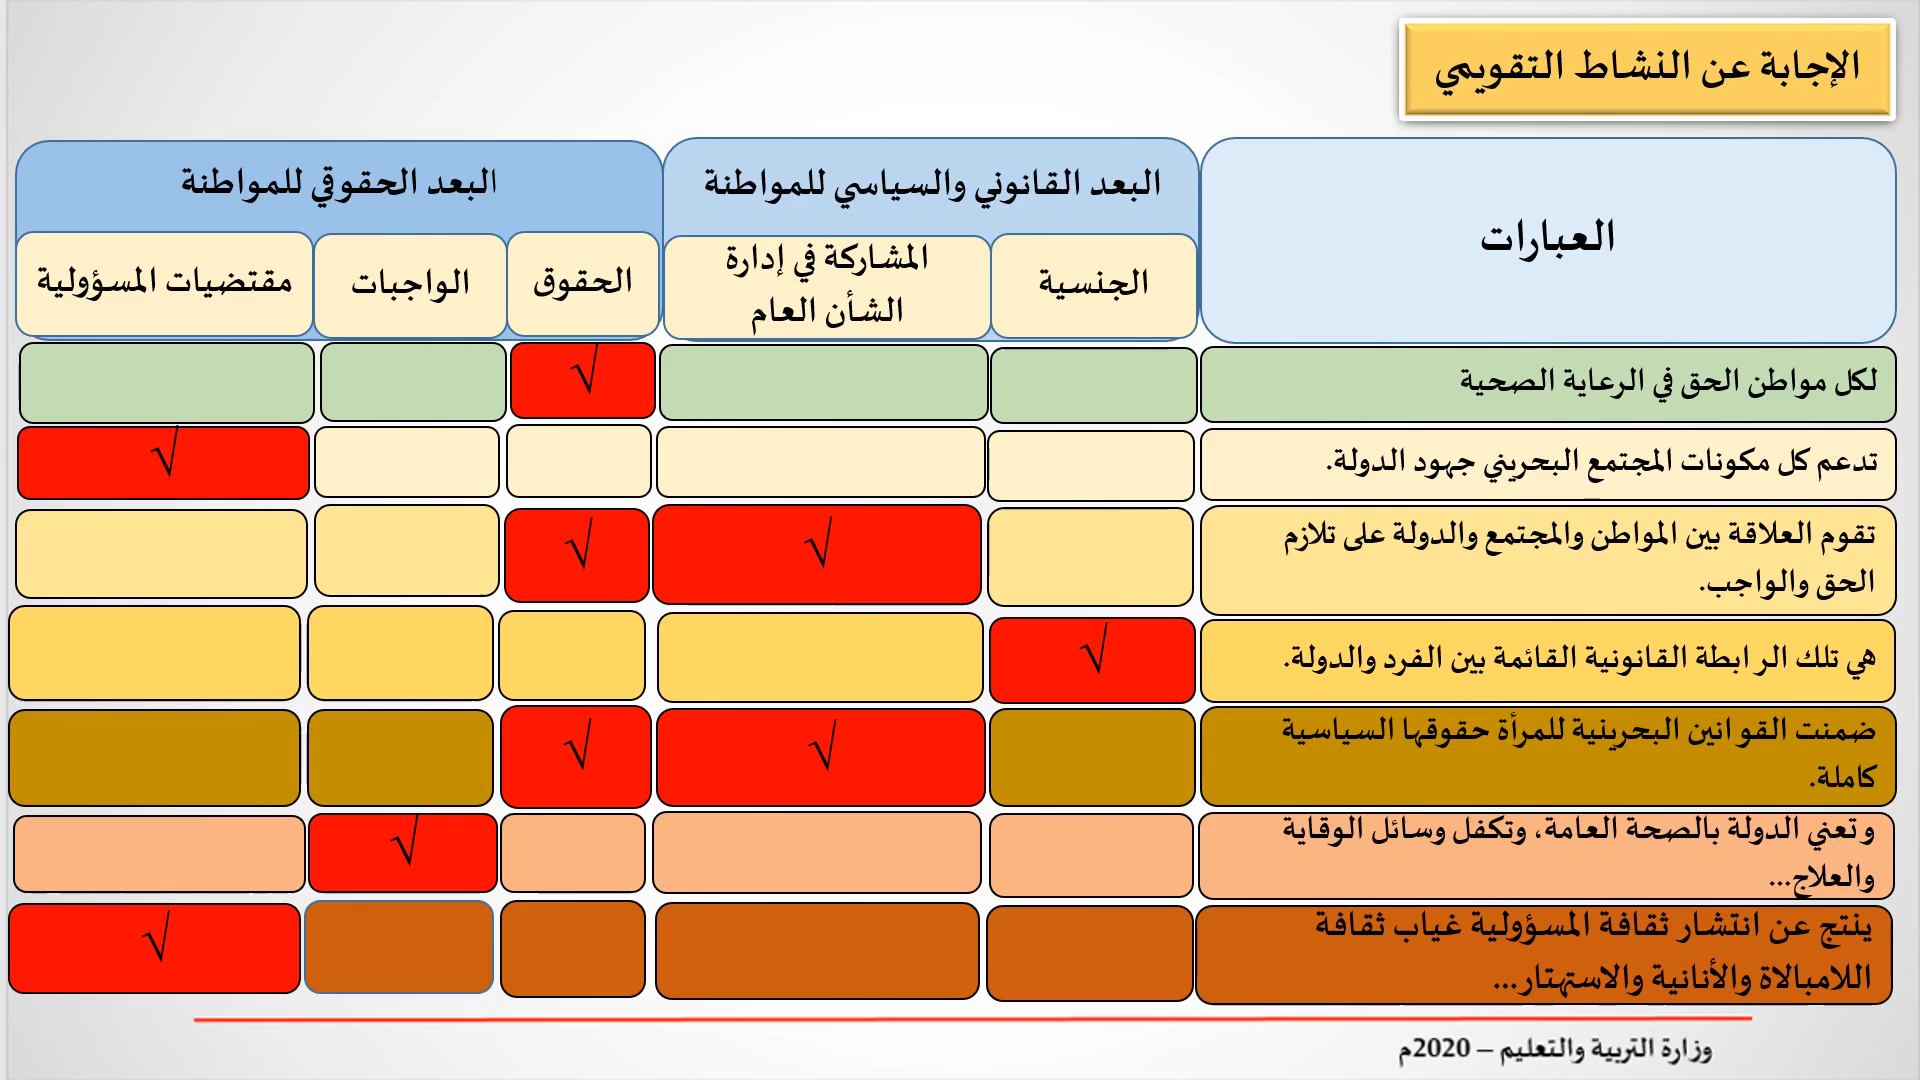 الإجابة عن النشاط التقويمي
العبارات
البعد القانوني والسياسي للمواطنة
البعد الحقوقي للمواطنة
الجنسية
المشاركة في إدارة
الشأن العام
الحقوق
الواجبات
مقتضيات المسؤولية
لكل مواطن الحق في الرعاية الصحية
√
تدعم كل مكونات المجتمع البحريني جهود الدولة.
√
تقوم العلاقة بين المواطن والمجتمع والدولة على تلازم
الحق والواجب.
√
√
هي تلك الرابطة القانونية القائمة بين الفرد والدولة.
√
ضمنت القوانين البحرينية للمرأة حقوقها السياسية
كاملة.
√
√
وتعني الدولة بالصحة العامة، وتكفل وسائل الوقاية
والعلاج...
√
ينتج عن انتشار ثقافة المسؤولية غياب ثقافة
اللامبالاة والأنانية والاستهتار...
√
وزارة التربية والتعليم – 2020م